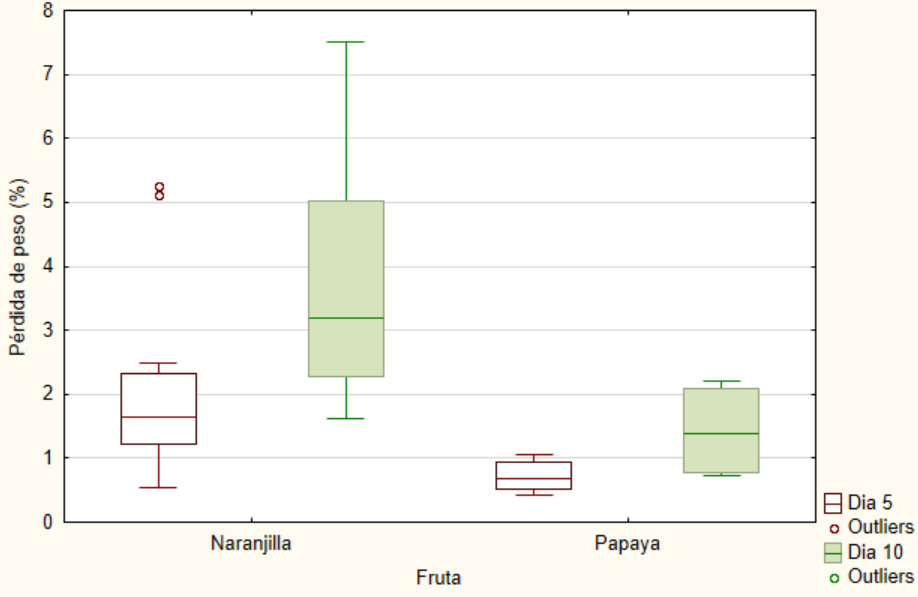 8
7
6
5
4
3
2
1
0
Pérdida de peso (%)
Naranjilla
Papaya
Fruta
Dia 5
Outliers
Dia 10
Outliers